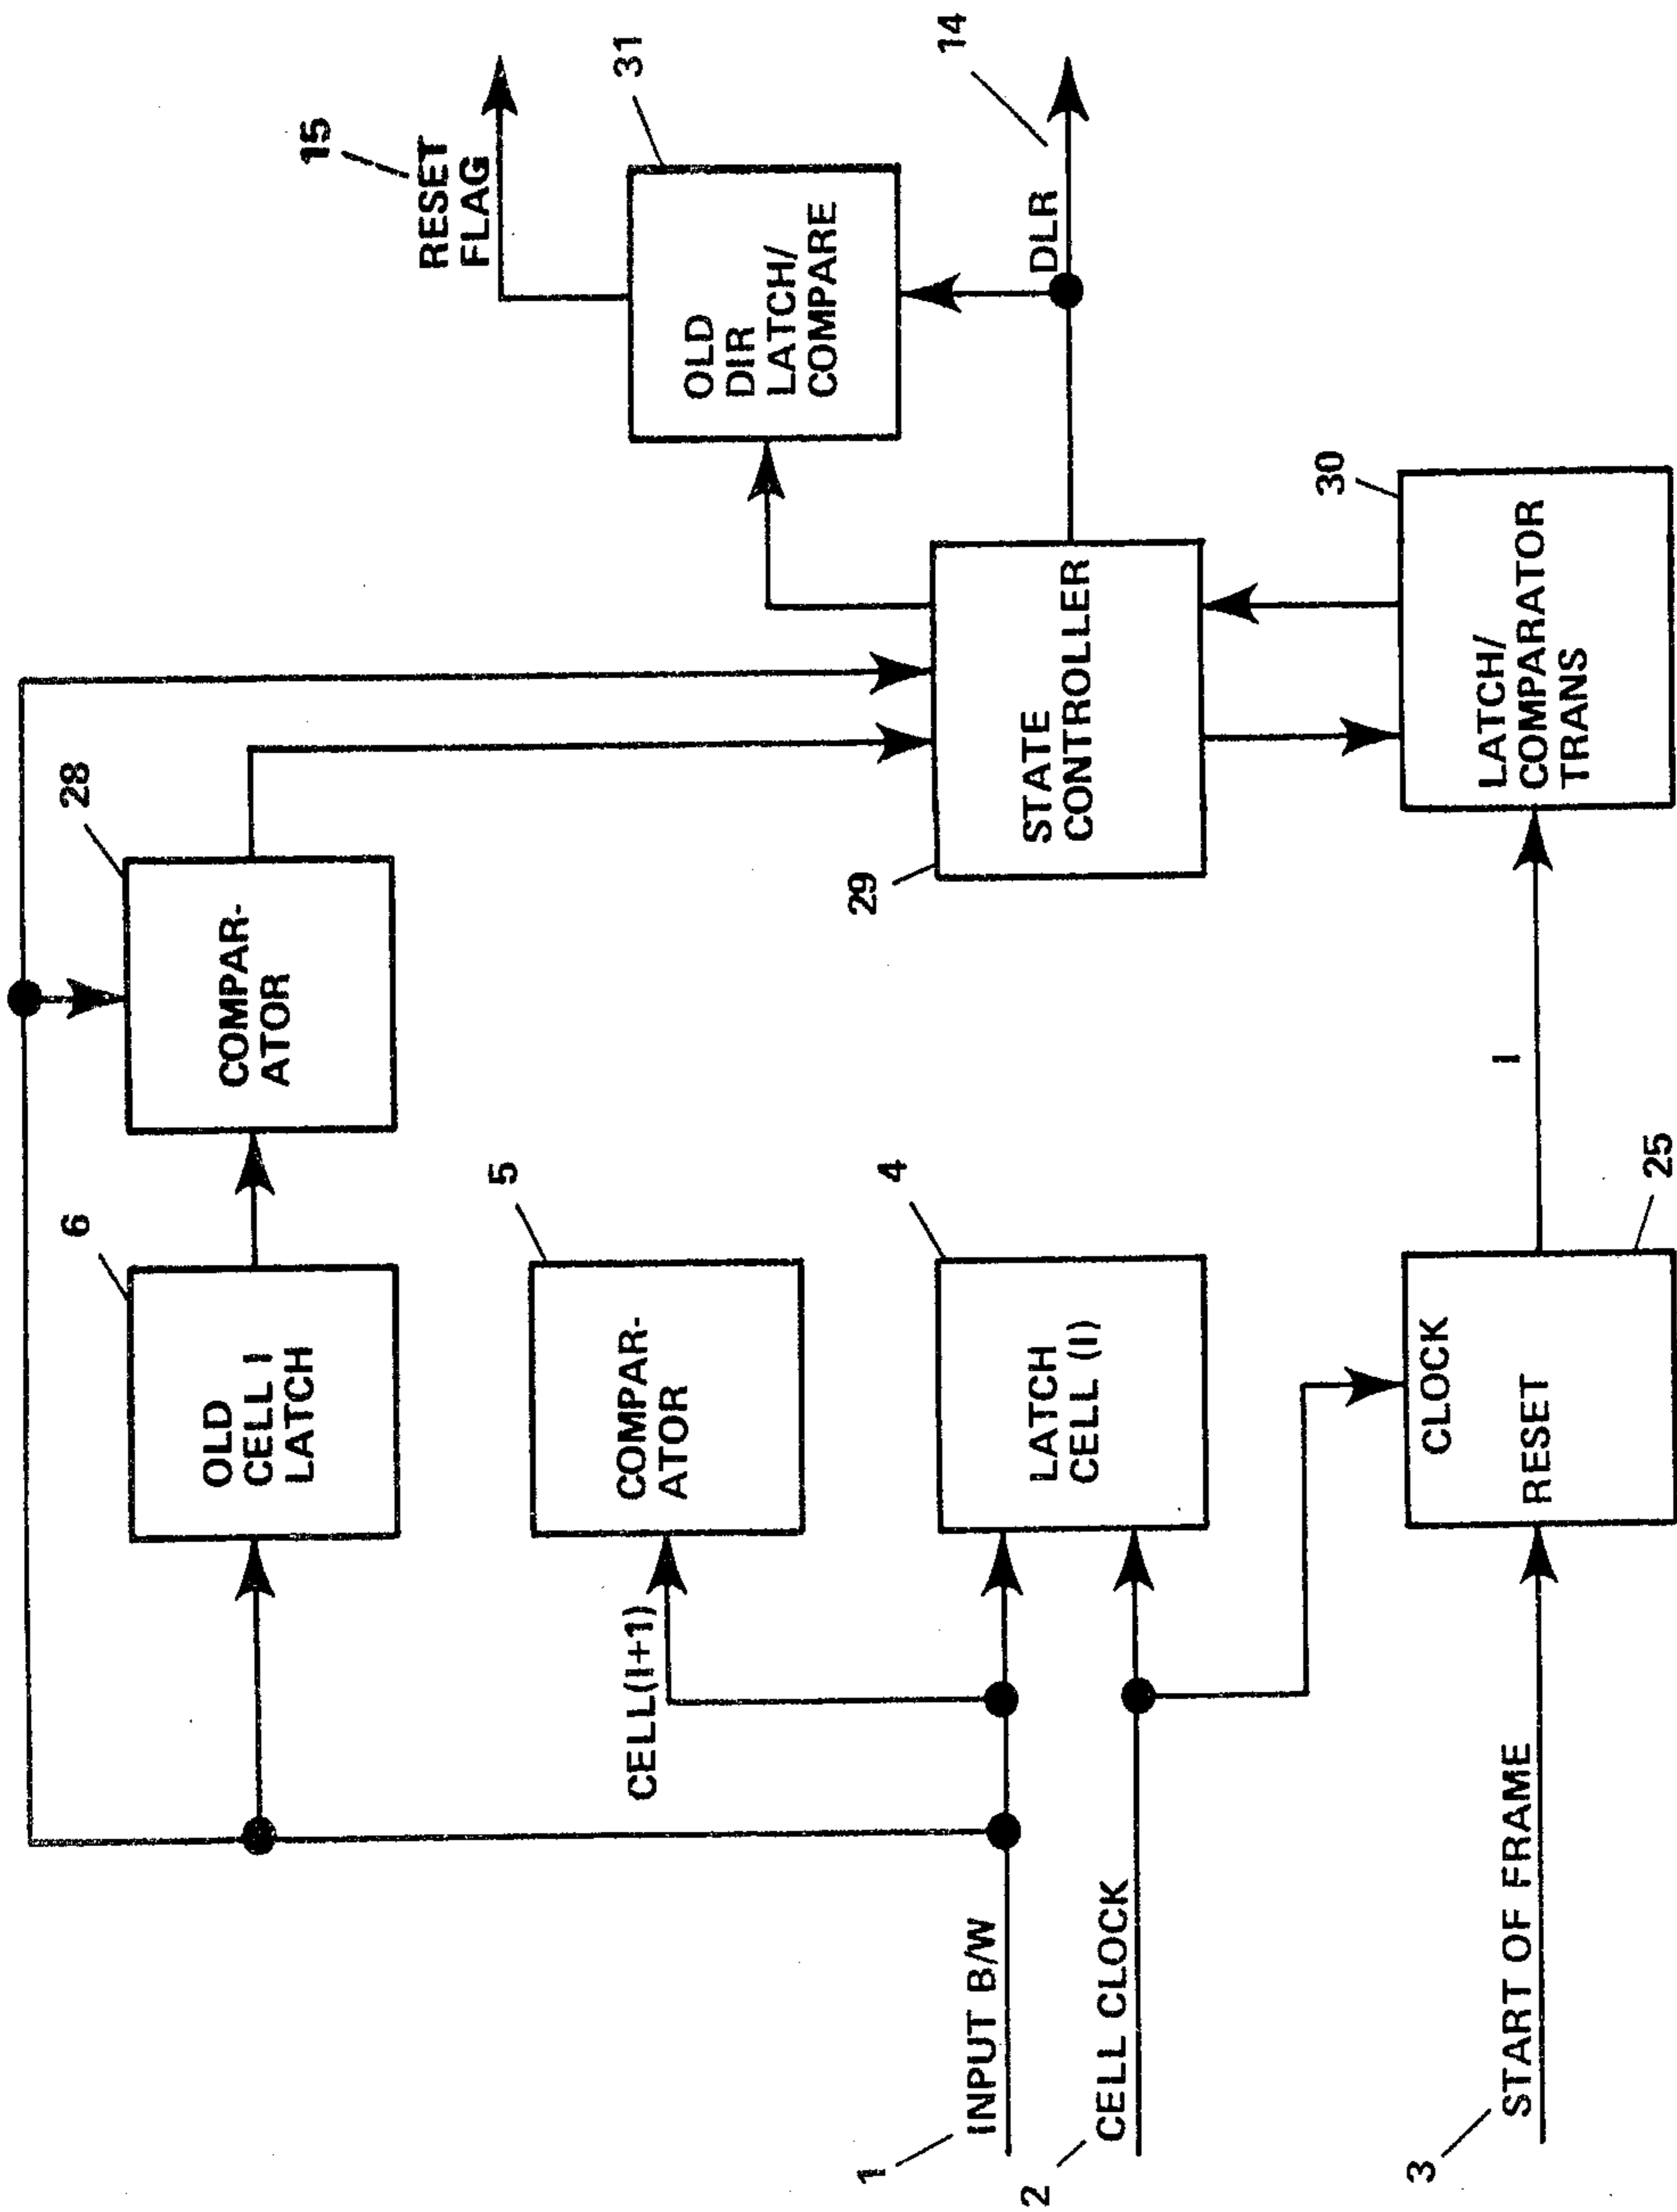 15
RESET
FLAG
31
OLD
DIR
LATCH/
COMPARE
14
DLR
28
COMPAR-
ATOR
29
STATE
CONTROLLER
30
LATCH/
COMPARATOR
TRANS
6
OLD
CELL I
LATCH
5
COMPAR-
ATOR
CELL(I+1)
4
LATCH
CELL (I)
I
25
CLOCK
RESET
1
INPUT B/W
2
CELL CLOCK
3
START OF FRAME